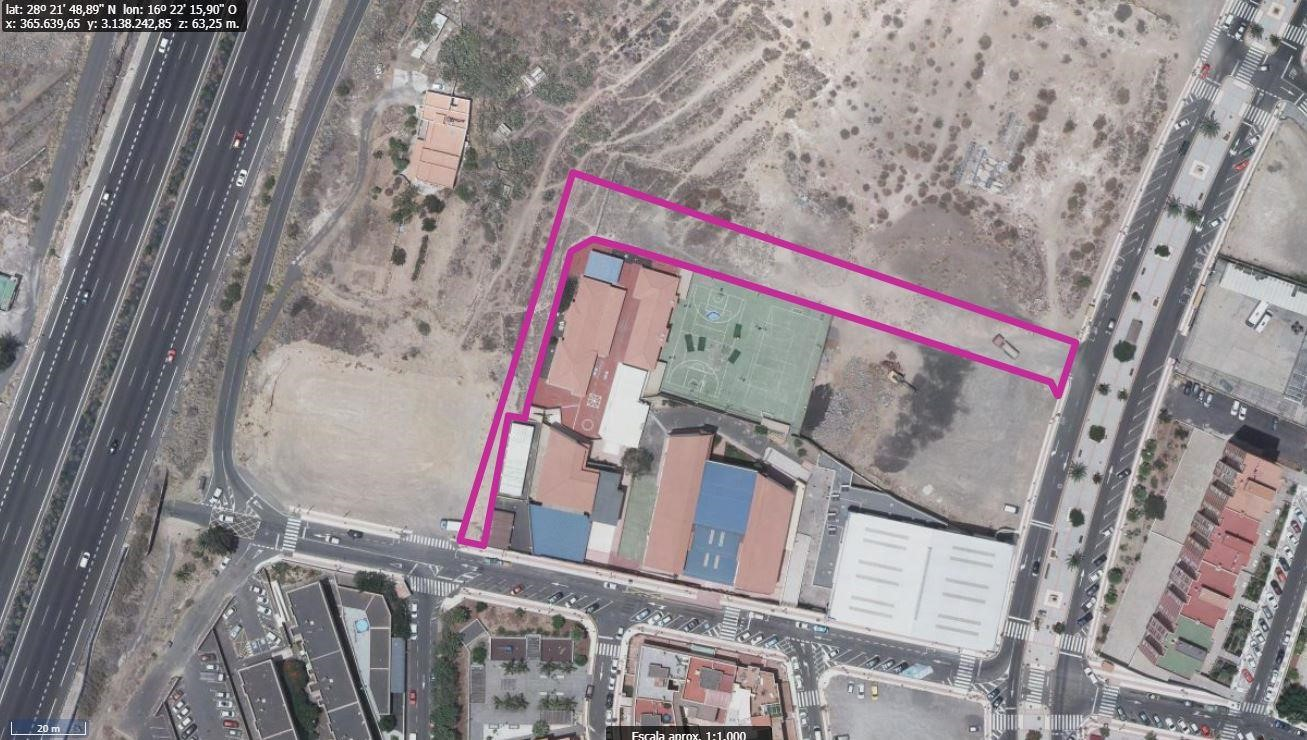 lat: 28º 21' 48,89" N lon: 16º 22' 15,90" O
x: 365.639,65 y: 3.138.242,85 z: 63,25 m.
20 m
Escala aprox. 1:1.000